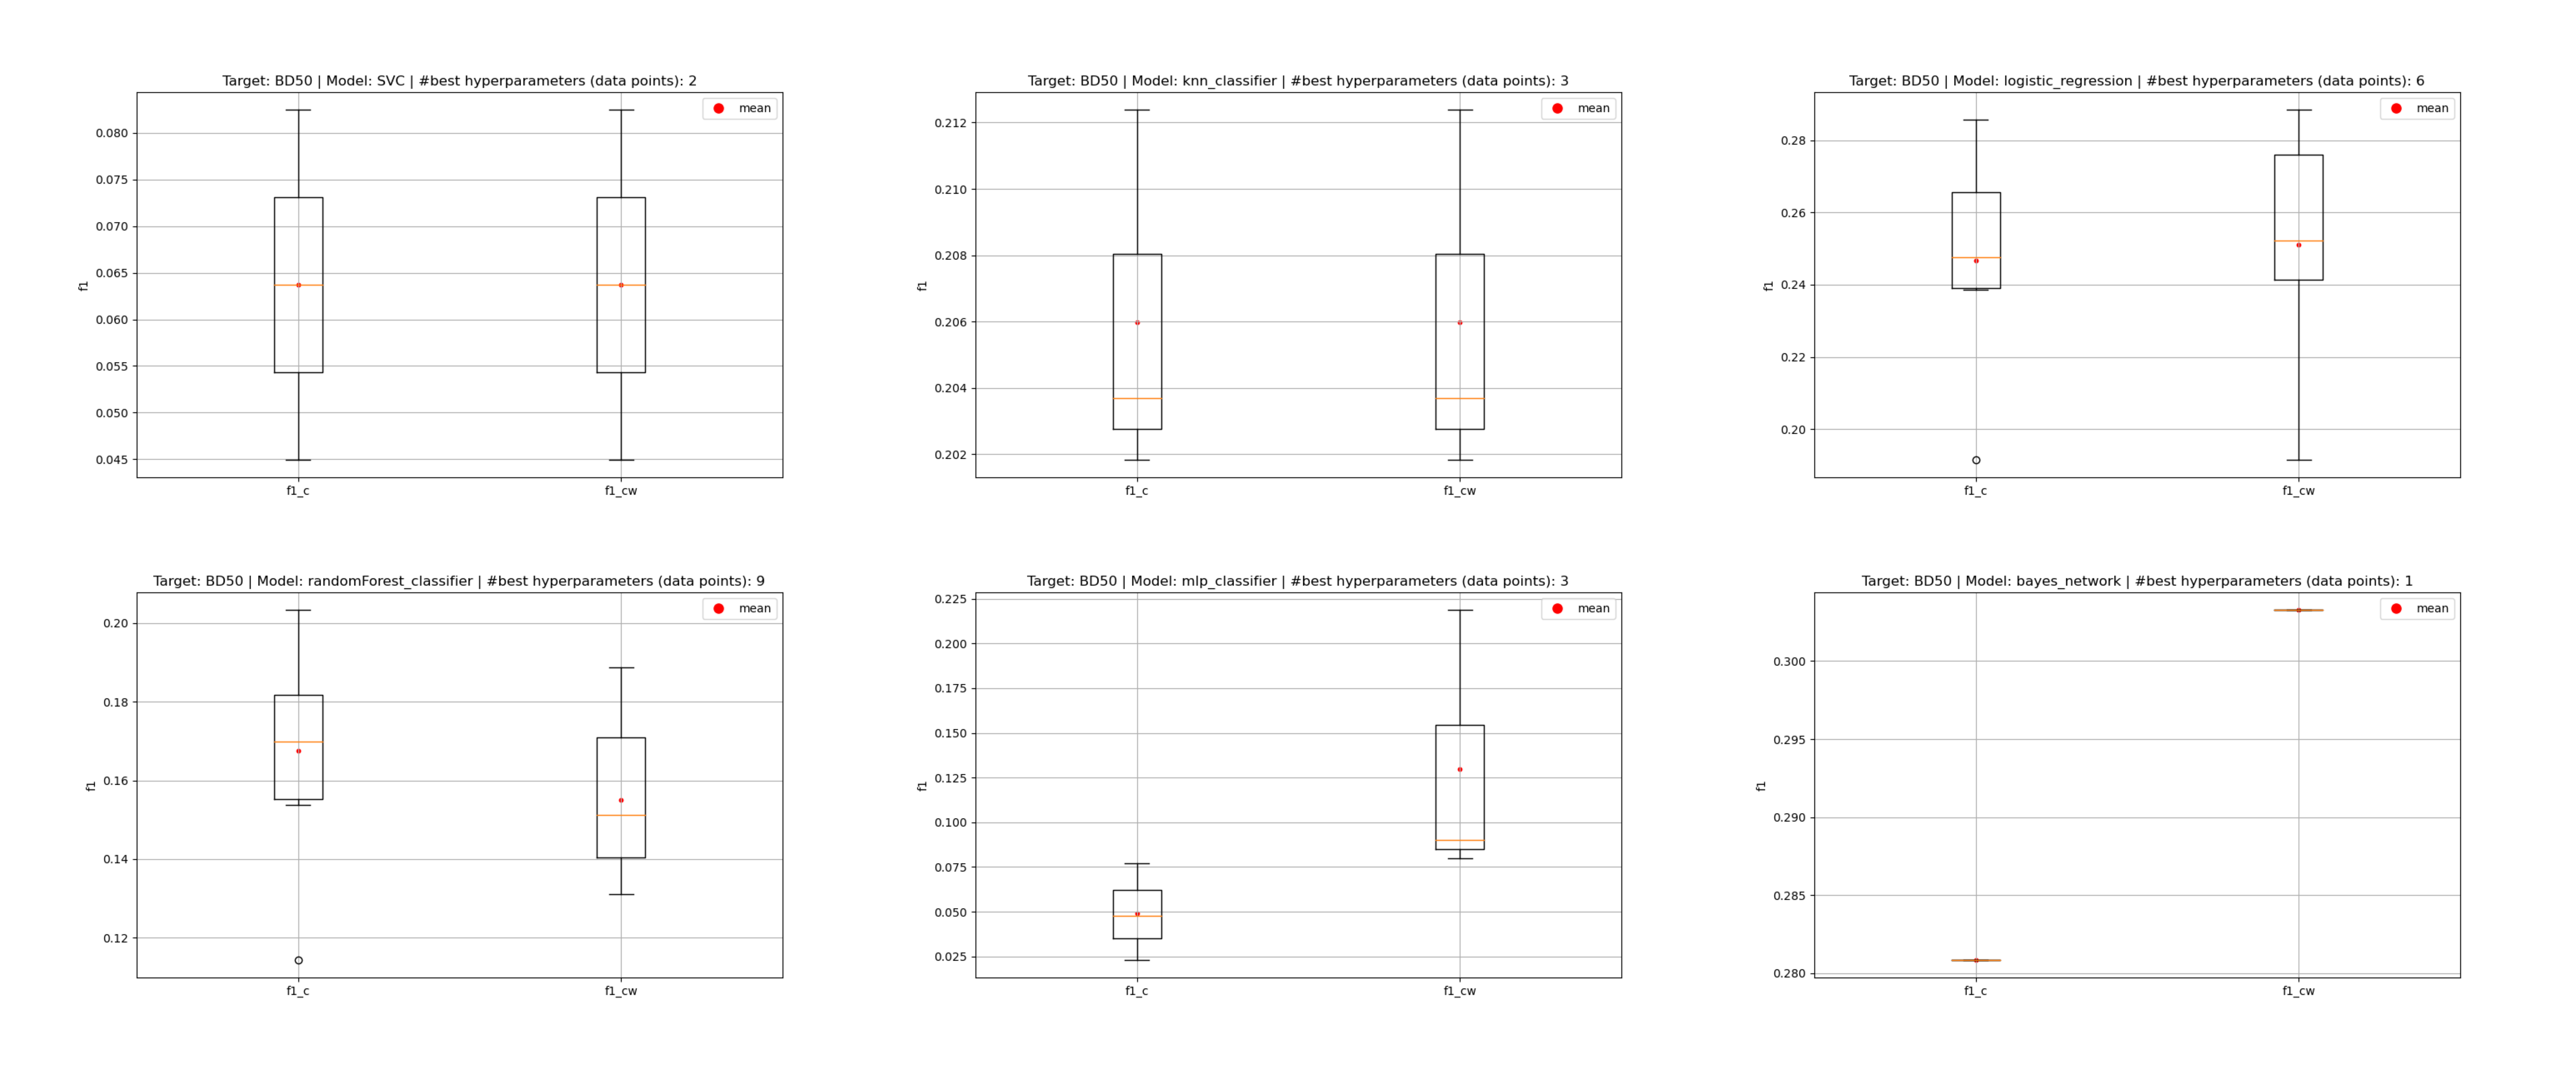 Target: BD50 | Model: SVC | #best hyperparameters (data points): 2
mean
0.080
0.075
0.070
0.065
0.060
0.055
0.050
0.045
f1
f1_c
f1_cw
Target: BD50 | Model: knn_classifier | #best hyperparameters (data points): 3
mean
0.212
0.210
0.208
0.206
0.204
0.202
f1
f1_c
f1_cw
Target: BD50 | Model: logistic_regression | #best hyperparameters (data points): 6
mean
0.28
0.26
0.24
0.22
0.20
f1
f1_c
f1_cw
Target: BD50 | Model: randomForest_classifier | #best hyperparameters (data points): 9
mean
0.20
0.18
0.16
0.14
0.12
f1
f1_c
f1_cw
Target: BD50 | Model: mlp_classifier | #best hyperparameters (data points): 3
mean
0.225
0.200
0.175
0.150
0.125
0.100
0.075
0.050
0.025
f1
f1_c
f1_cw
Target: BD50 | Model: bayes_network | #best hyperparameters (data points): 1
mean
0.300
0.295
0.290
0.285
0.280
f1
f1_c
f1_cw